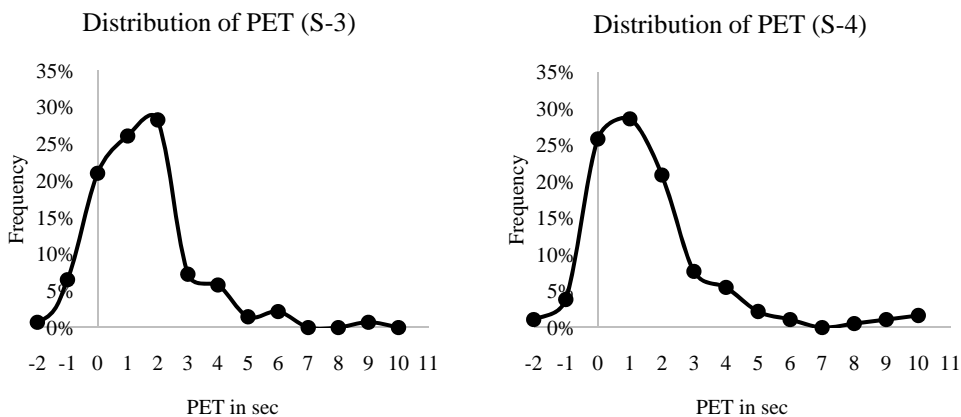 Distribution of PET (S-3)
35%
30%
25%
20%
15%
10%
5%
0%
Frequency
-2 -1 0 1 2 3 4 5 6 7 8 9 10 11
PET in sec
Distribution of PET (S-4)
35%
30%
25%
20%
15%
10%
5%
0%
Frequency
-2 -1 0 1 2 3 4 5 6 7 8 9 10 11
PET in sec